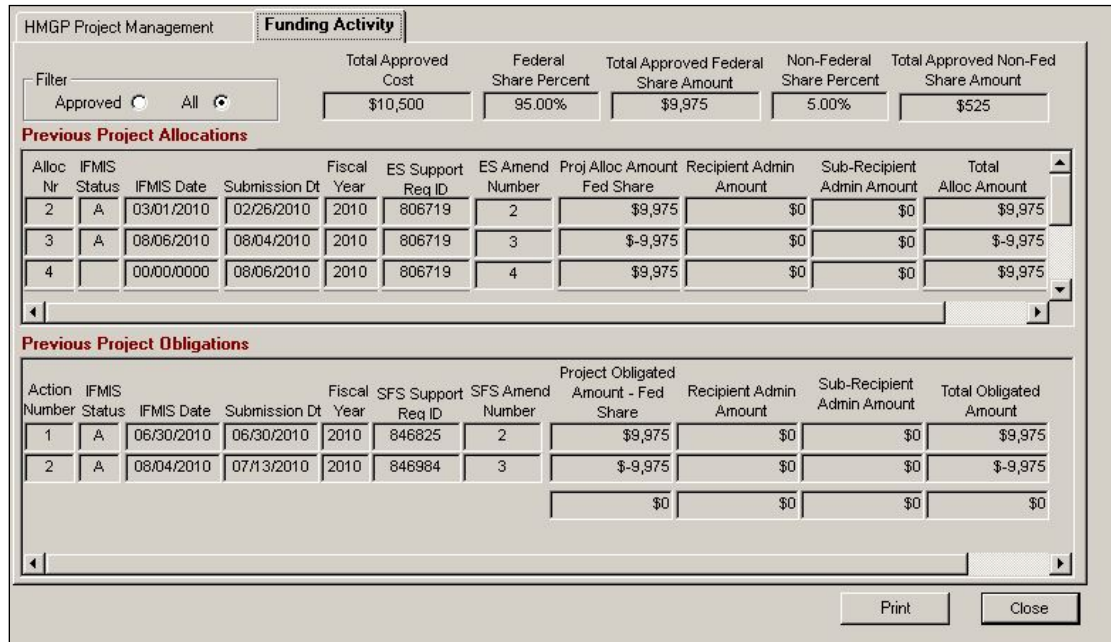 HMGP Project Management Funding Activity
Filter
Approved All
Total Approved Cost Federal Share Percent Total Approved Federal Share Amount Non-Federal Share Percent Total Approved Non-Fed Share Amount
$10,500 95.00% $9,975 5.00% $525
Previous Project Allocations
Alloc Nr IFMIS Status IFMIS Date Submission Dt Fiscal Year ES Support Req ID ES Amend Number Proj Alloc Amount Fed Share Recipient Admin Amount Sub-Recipient Admin Amount Total Alloc Amount
2 A 03/01/2010 02/26/2010 2010 806719 2 $9,975 $0 $0 $9,975
3 A 08/06/2010 08/04/2010 2010 806719 3 $-9,975 $0 $0 $-9,975
4 00/00/0000 08/06/2010 2010 806719 4 $9,975 $0 $0 $9,975
Previous Project Obligations
Action Number IFMIS Status IFMIS Date Submission Dt Fiscal Year SFS Support Req ID SFS Amend Number Project Obligated Amount - Fed Share Recipient Admin Amount Sub-Recipient Admin Amount Total Obligated Amount
1 A 06/30/2010 06/30/2010 2010 846825 2 $9,975 $0 $0 $9,975
2 A 08/04/2010 07/13/2010 2010 846984 3 $-9,975 $0 $0 $-9,975
$0 $0 $0 $0
Print Close